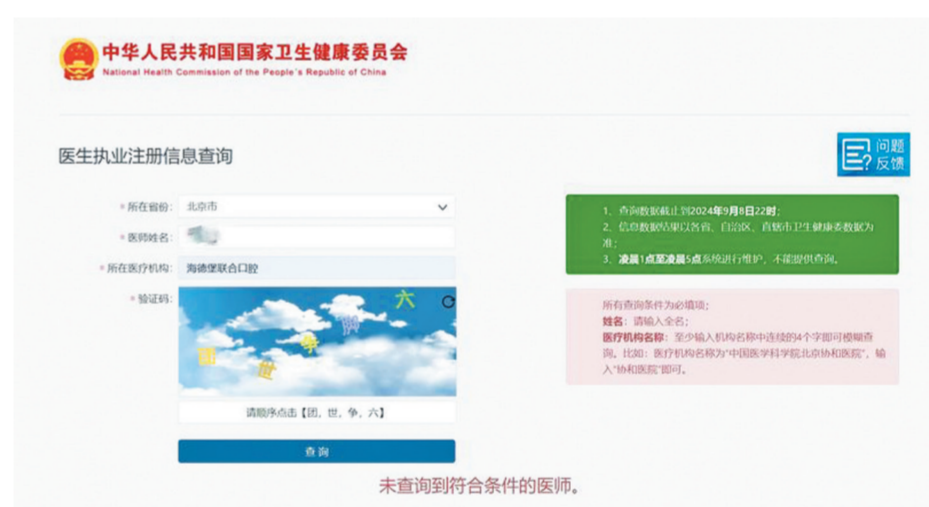 中华人民共和国国家卫生健康委员会
National Health Commission of the People's Republic of China
医生执业注册信息查询
问题
反馈
*所在省份: 北京市
*医师姓名:
*所在医疗机构: 海德堡联合口腔
*验证码:
六
争
团
世
请顺序点击【团, 世, 争, 六】
查 询
1、查询数据截止到2024年9月8日22时;
2、信息数据结果以各省、自治区、直辖市卫生健康委数据为
准;
3、凌晨1点至凌晨5点系统进行维护, 不能提供查询。
所有查询条件为必填项;
姓名: 请输入全名;
医疗机构名称: 至少输入机构名称中连续的4个字即可模糊查
询, 比如: 医疗机构名称为“中国医学科学院北京协和医院”, 输
入“协和医院”即可。
未查询到符合条件的医师。